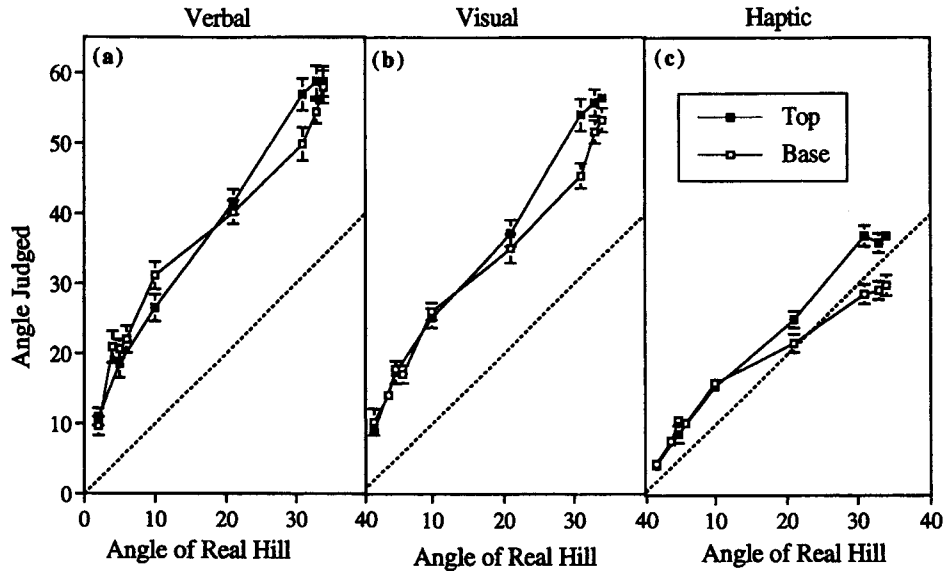 Verbal
Visual
Haptic
(a)
(b)
(c)
Top
Base
Angle Judged
60
50
40
30
20
10
0
0 10 20 30 40 10 20 30 40 10 20 30 40
Angle of Real Hill
Angle of Real Hill
Angle of Real Hill